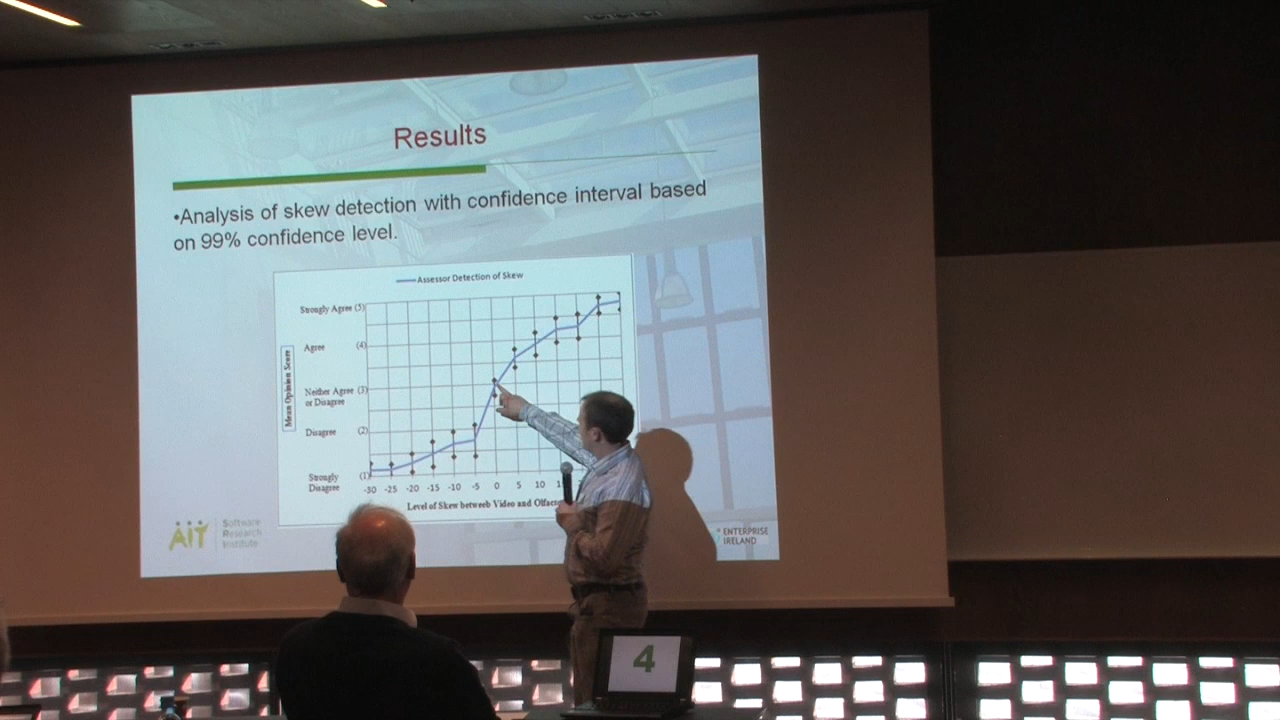 Results
•Analysis of skew detection with confidence interval based
on 99% confidence level.
Assessor Detection of Skew
Strongly Agree (5)
Agree (4)
Neither Agree (3)
or Disagree
Disagree (2)
Strongly (1)
Disagree
Mean Opinion Score
-30 -25 -20 -15 -10 -5 0 5 10
Level of Skew betweeb Video and
AIT
Software
Research
Institute
ENTERPRISE
IRELAND
4